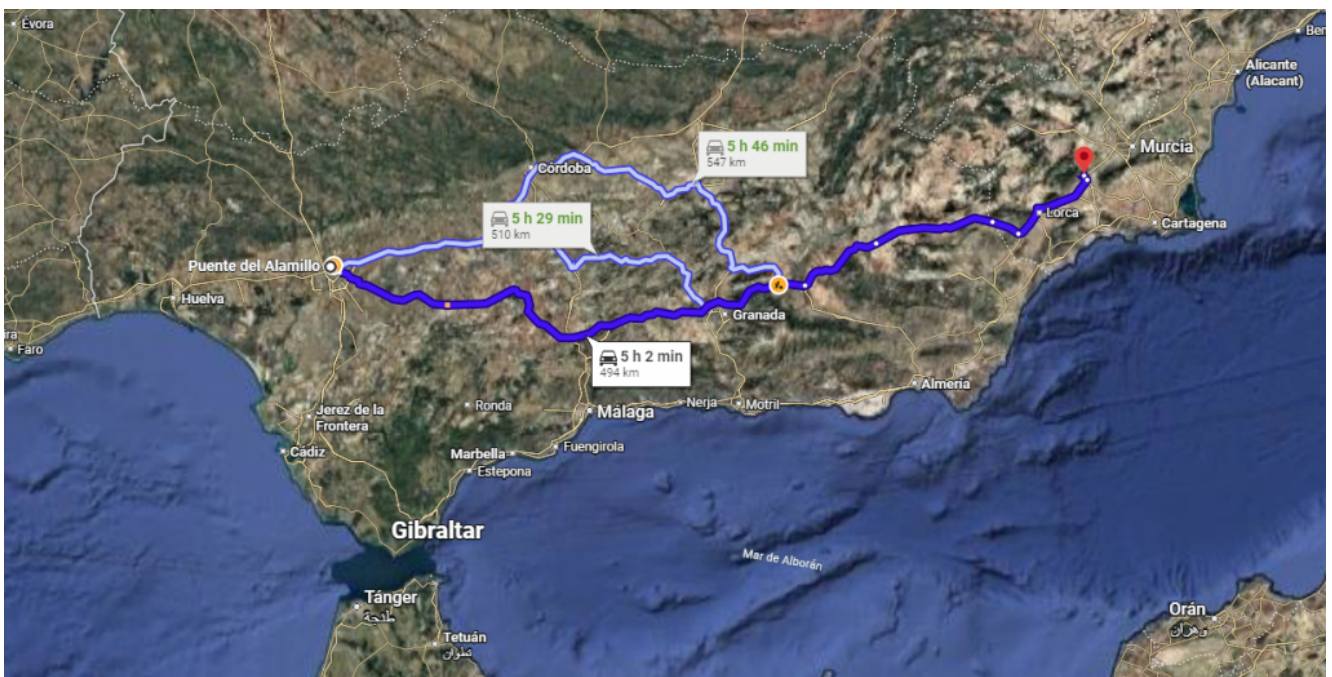 Évora
Ben
Alicante
(Alacant)
5 h 46 min
547 km
Murcia
Córdoba
5 h 29 min
510 km
Lorca
Cartagena
Puente del Alamillo
Huelva
Granada
Faro
5 h 2 min
494 km
Almería
Jerez de la
Frontera
Ronda
Málaga
Nerja
Motril
Cádiz
Marbella
Fuengirola
Estepona
Gibraltar
Mar de Alborán
Tánger
طنجة
Orán
وهران
Tetuán
تطوان